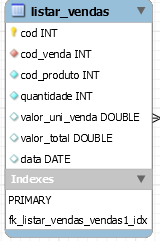 listar_vendas
cod INT
cod_venda INT
cod_produto INT
quantidade INT
valor_uni_venda DOUBLE
valor_total DOUBLE
data DATE
Indexes
PRIMARY
fk_listar_vendas_vendas1_idx